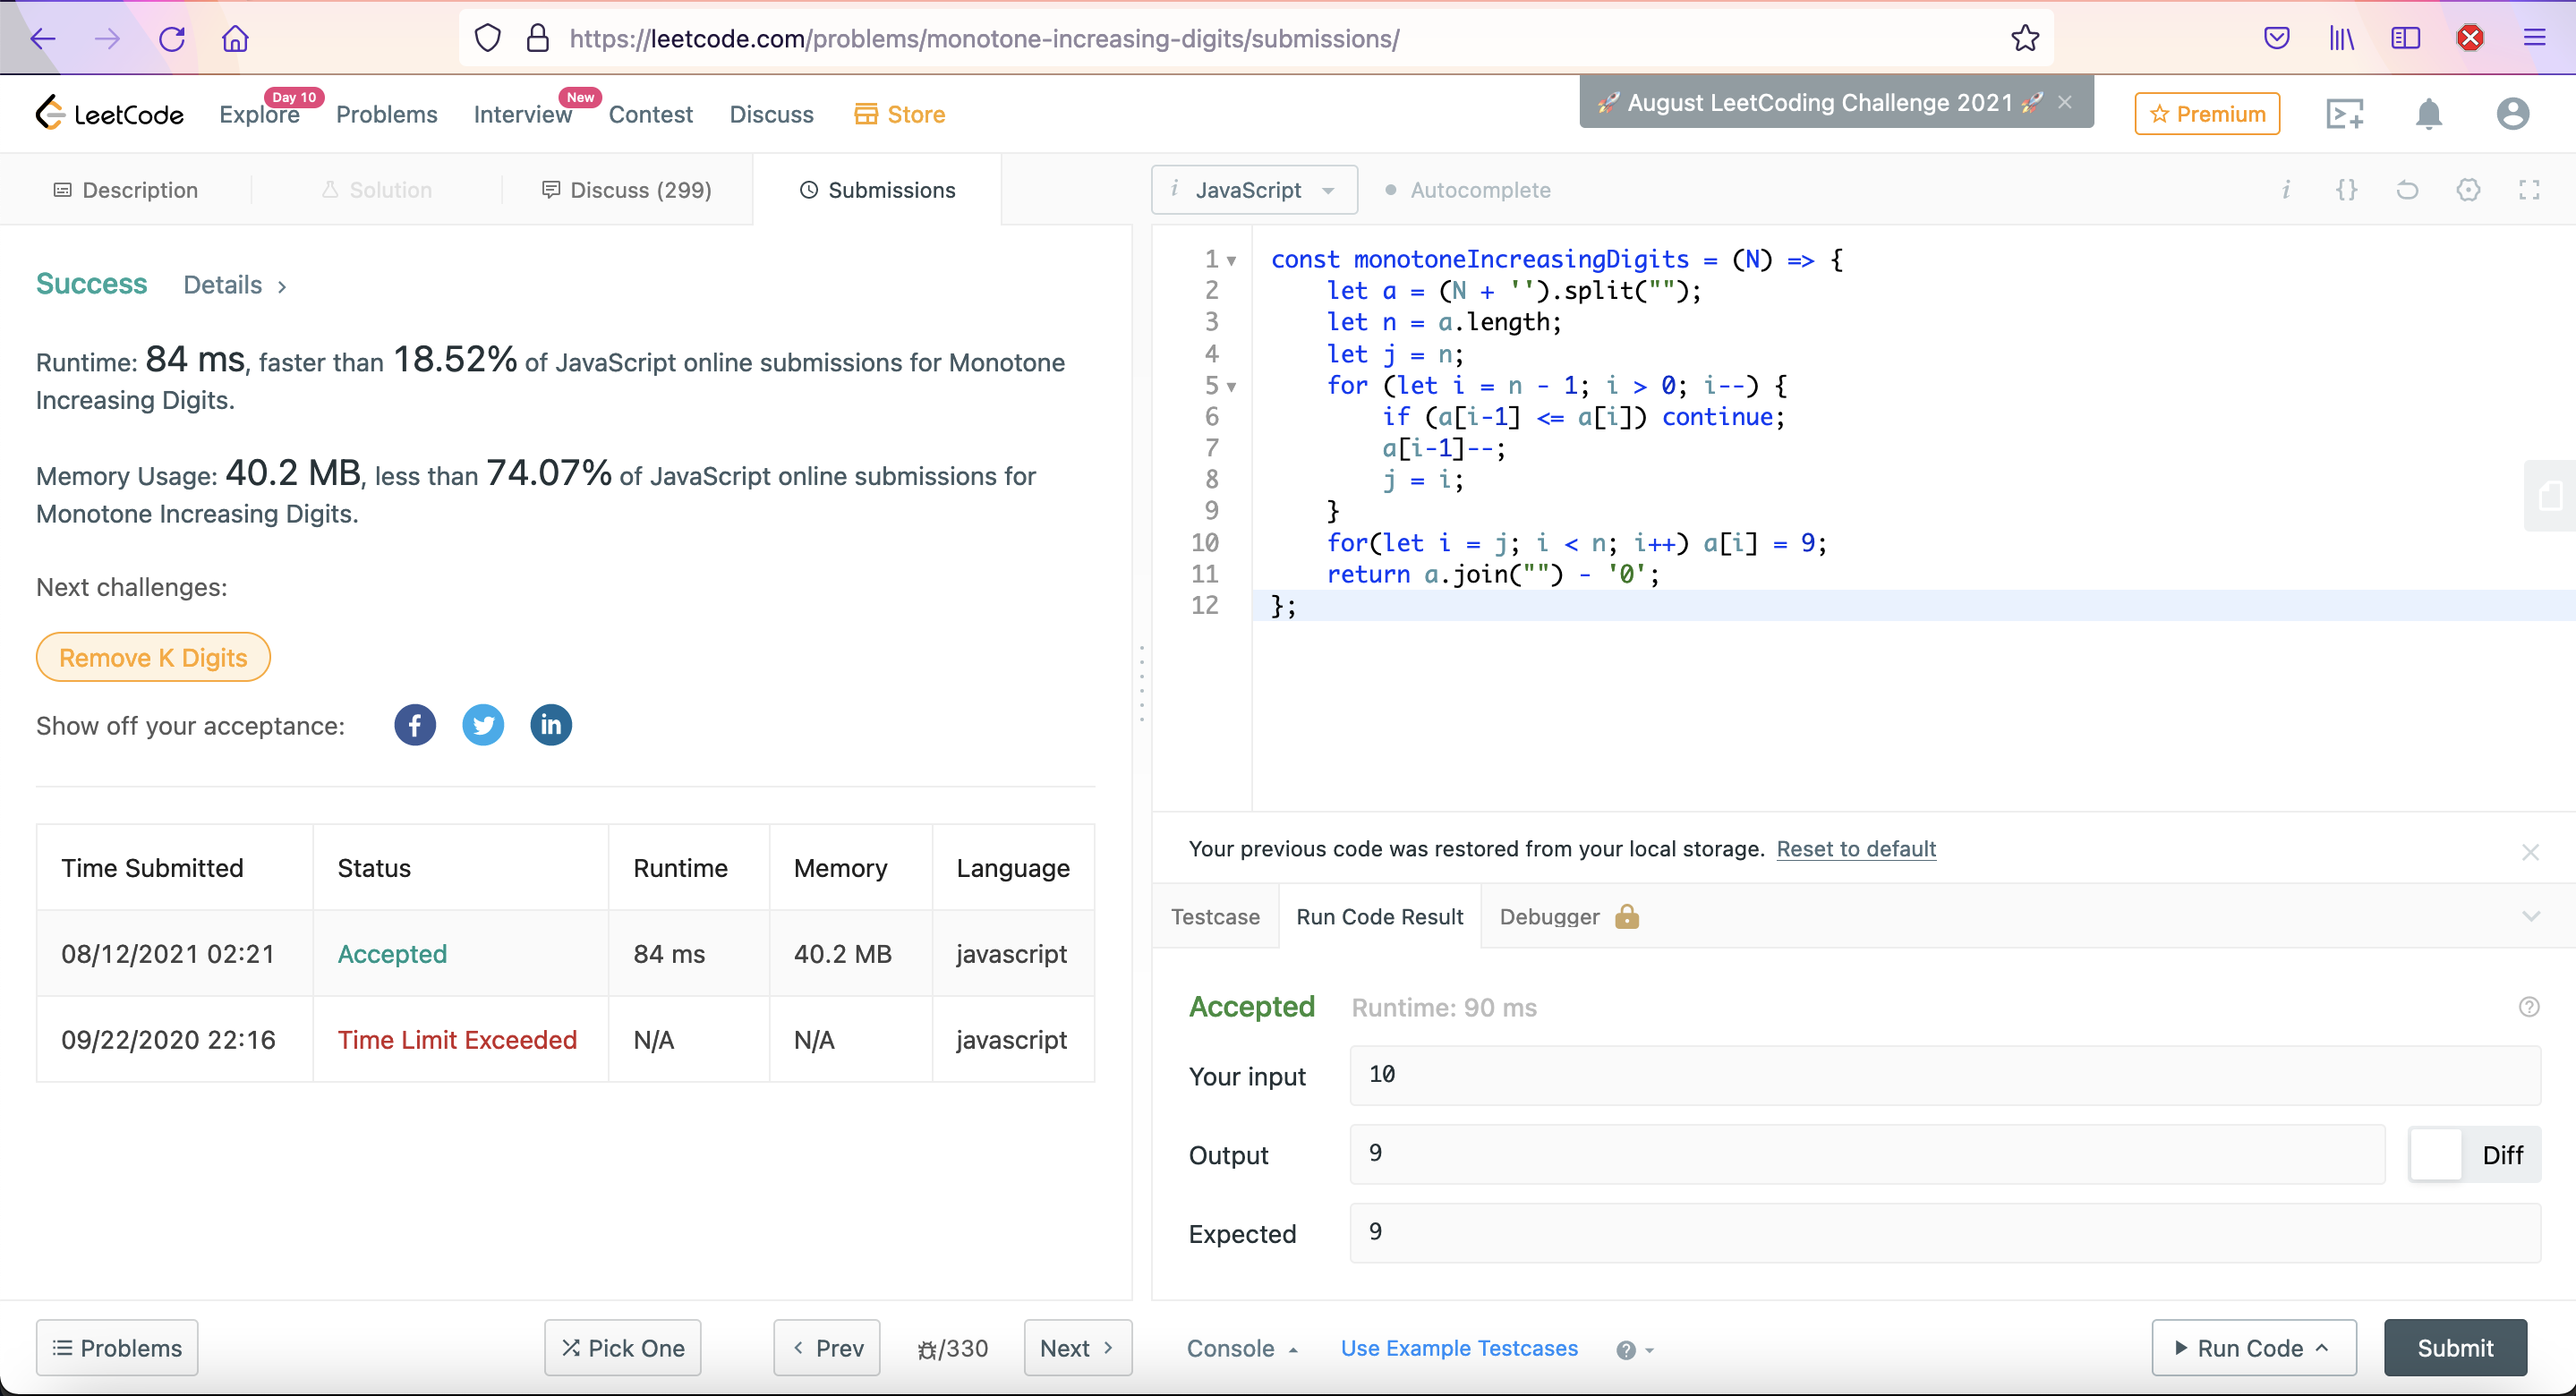 https://leetcode.com/problems/monotone-increasing-digits/submissions/
LeetCode
Explore
Day 10
Problems
Interview
New
Contest
Discuss
Store
🚀 August LeetCoding Challenge 2021 🚀
Premium
Description
Solution
Discuss (299)
Submissions
i JavaScript
Autocomplete
Success Details
Runtime: 84 ms, faster than 18.52% of JavaScript online submissions for Monotone
Increasing Digits.
Memory Usage: 40.2 MB, less than 74.07% of JavaScript online submissions for
Monotone Increasing Digits.
Next challenges:
Remove K Digits
Show off your acceptance:
Time Submitted Status Runtime Memory Language
08/12/2021 02:21 Accepted 84 ms 40.2 MB javascript
09/22/2020 22:16 Time Limit Exceeded N/A N/A javascript
Problems
Pick One
Prev
/330
Next
1 const monotoneIncreasingDigits = (N) => {
2     let a = (N + '').split("");
3     let n = a.length;
4     let j = n;
5     for (let i = n - 1; i > 0; i--) {
6         if (a[i-1] <= a[i]) continue;
7         a[i-1]--;
8         j = i;
9     }
10     for(let i = j; i < n; i++) a[i] = 9;
11     return a.join("") - '0';
12 };
Your previous code was restored from your local storage. Reset to default
Testcase
Run Code Result
Debugger
Accepted Runtime: 90 ms
Your input 10
Output 9
Diff
Expected 9
Console
Use Example Testcases
Run Code
Submit